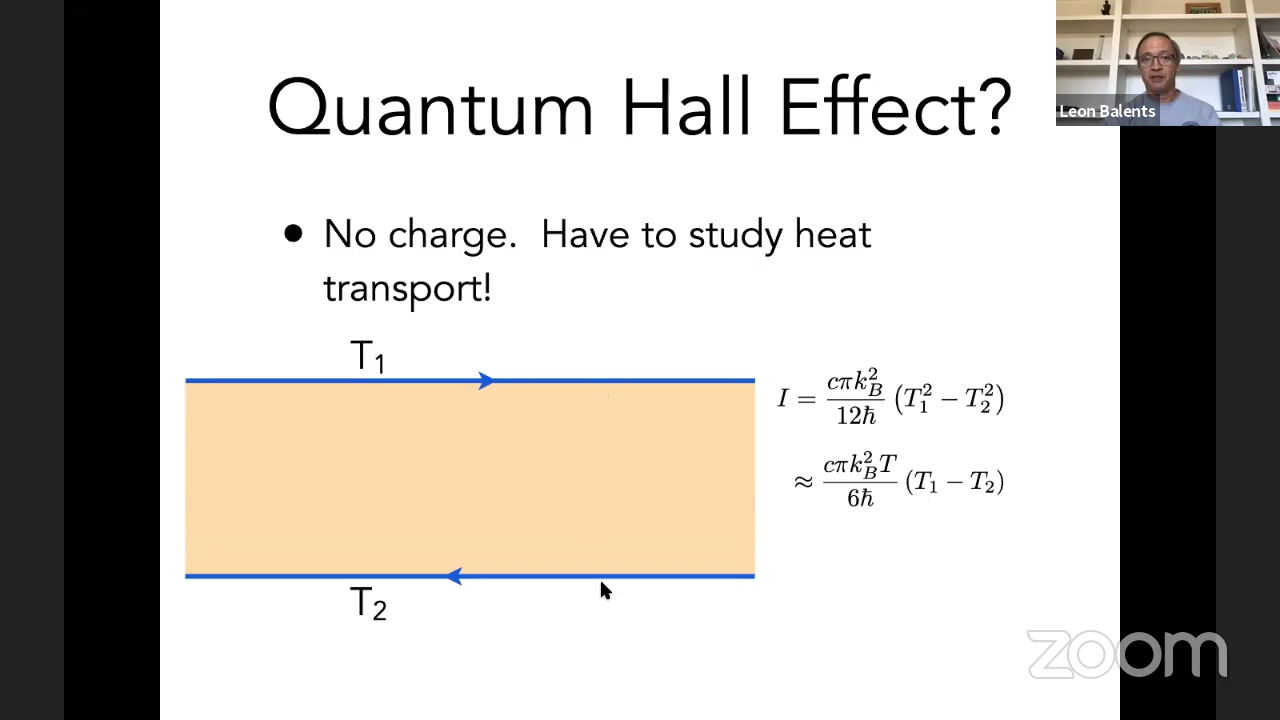 Quantum Hall Effect?
Leon Balents
• No charge. Have to study heat
transport!
T₁
I = cπk_B²/12ħ (T₁² − T₂²)
≈ cπk_B²T/6ħ (T₁ − T₂)
T₂
zoom